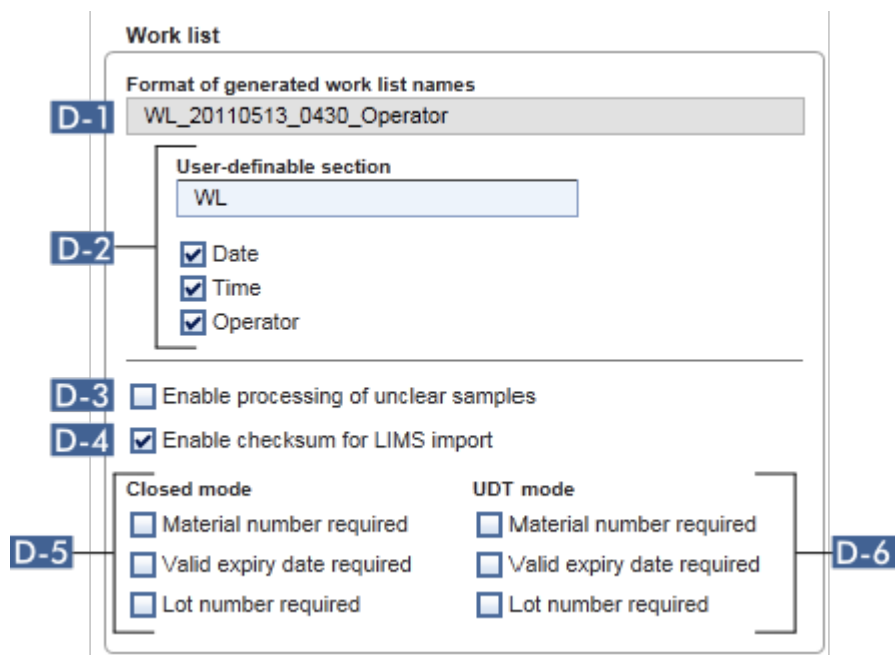 Work list
Format of generated work list names
D-1 WL_20110513_0430_Operator
User-definable section
WL
D-2
Date
Time
Operator
D-3 Enable processing of unclear samples
D-4 Enable checksum for LIMS import
Closed mode UDT mode
Material number required Material number required
D-5 Valid expiry date required Valid expiry date required D-6
Lot number required Lot number required